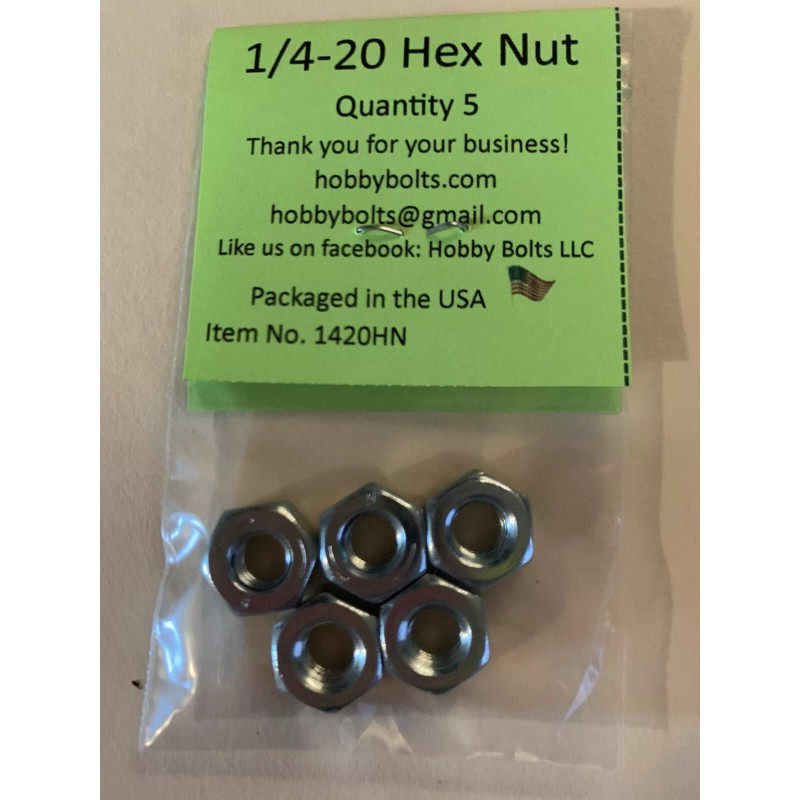 1/4-20 Hex Nut
Quantity 5
Thank you for your business!
hobbybolts.com
hobbybolts@gmail.com
Like us on facebook: Hobby Bolts LLC
Packaged in the USA
Item No. 1420HN